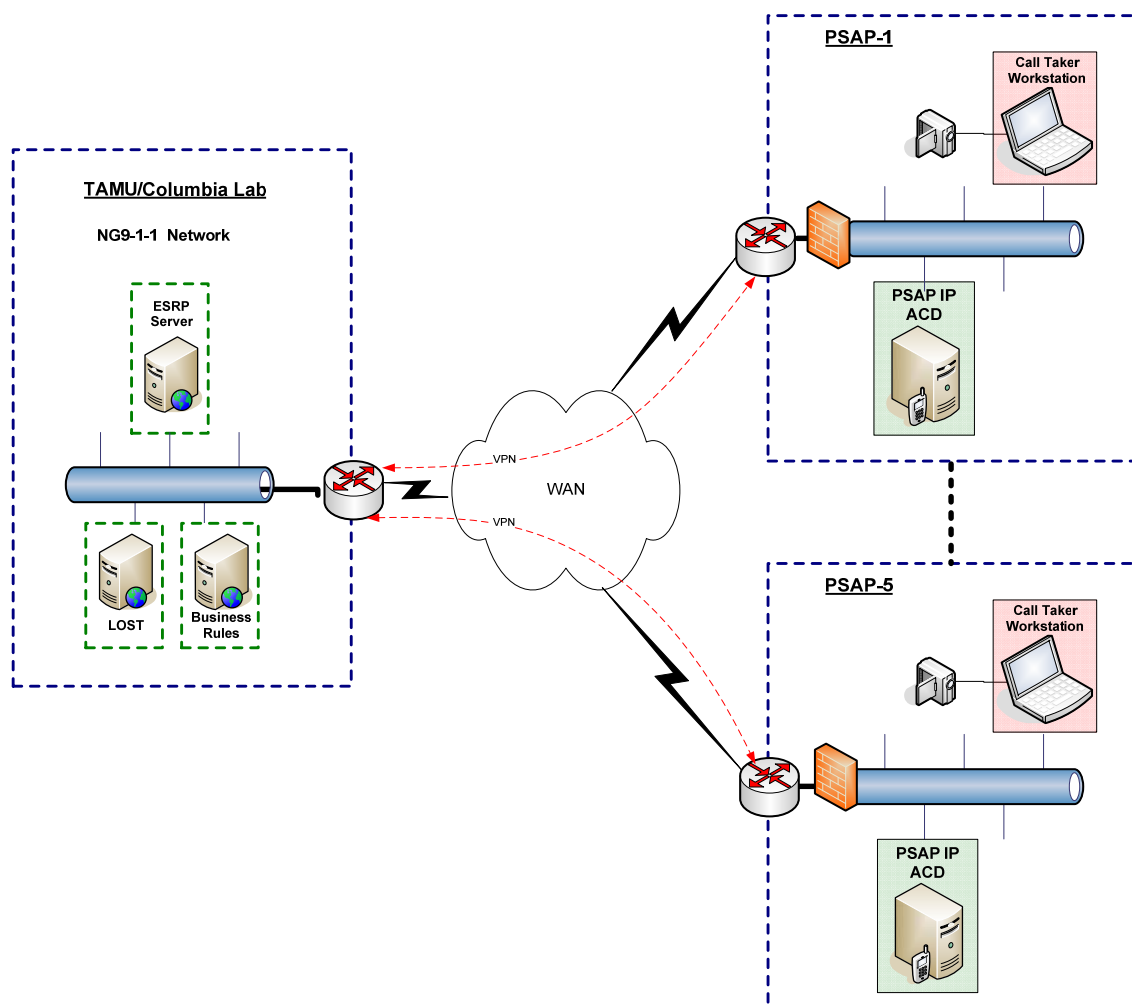 PSAP-1
Call Taker
Workstation
TAMU/Columbia Lab
NG9-1-1 Network
ESRP
Server
PSAP IP
ACD
VPN
WAN
VPN
LOST
Business
Rules
PSAP-5
Call Taker
Workstation
PSAP IP
ACD